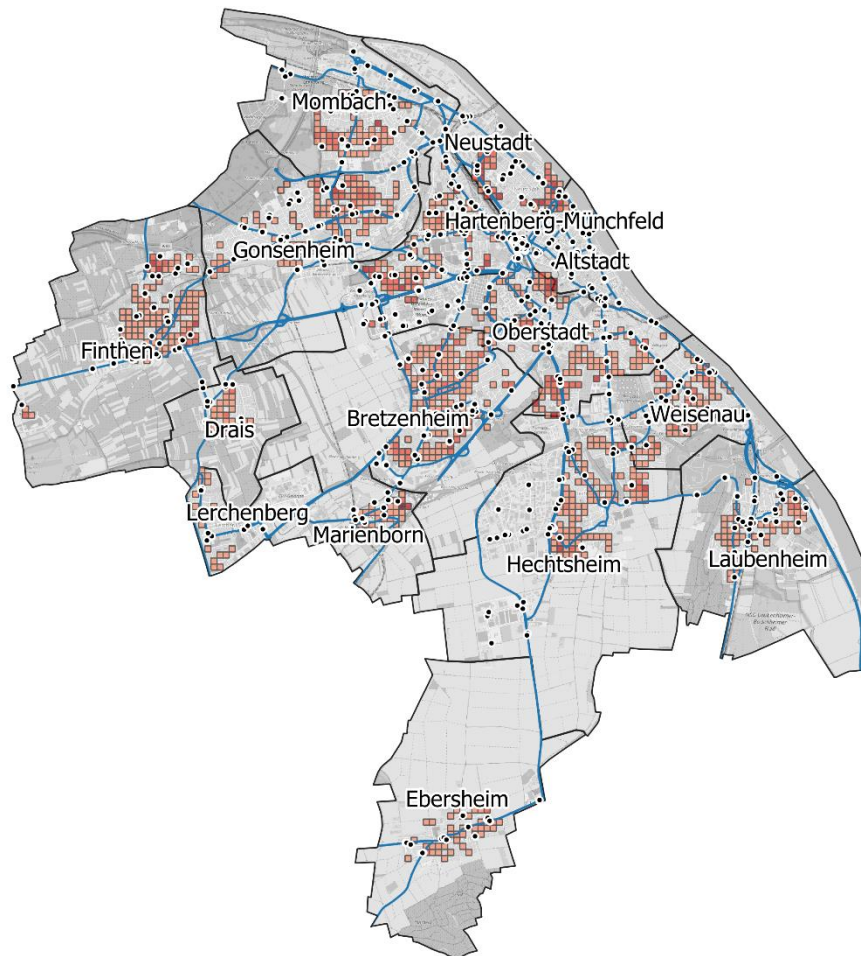 Mombach
Neustadt
Hartenberg-Münchfeld
Gonsenheim
Altstadt
Oberstadt
Finthen
Bretzenheim
Weisenau
Drais
Lerchenberg
Marienborn
Hechtsheim
Laubenheim
Ebersheim